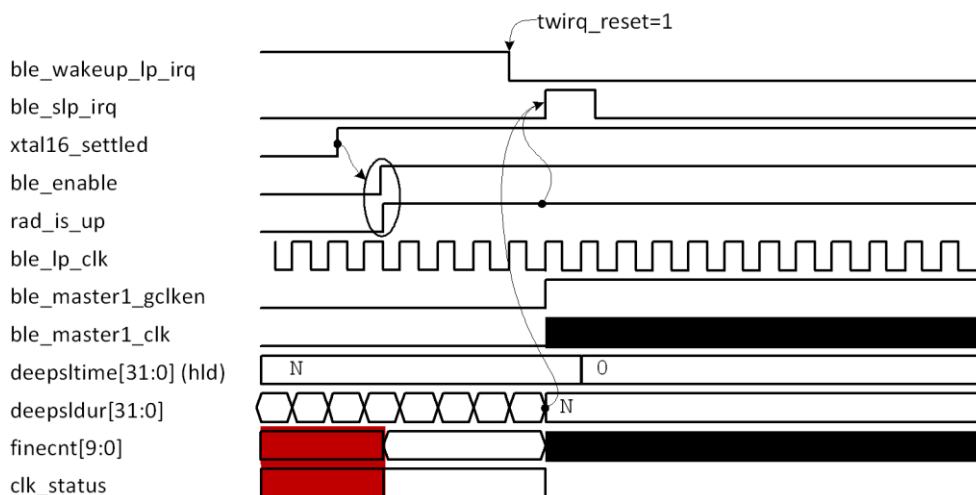 twirq_reset=1
ble_wakeup_lp_irq
ble_slp_irq
xtal16_settled
ble_enable
rad_is_up
ble_lp_clk
ble_master1_gclken
ble_master1_clk
deepsltime[31:0] (hld) N 0
deepsldur[31:0] N
finecnt[9:0]
clk_status